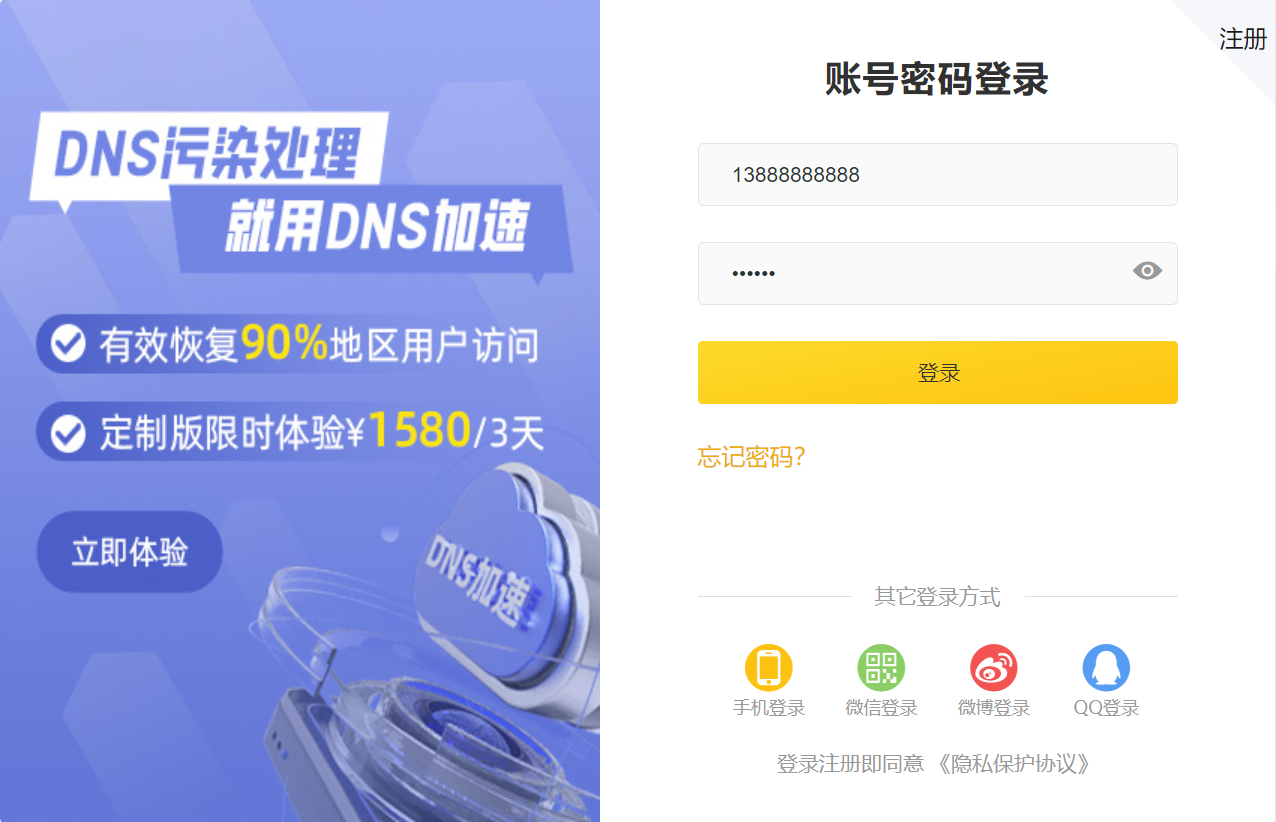 DNS污染处理
就用DNS加速
有效恢复90%地区用户访问
定制版限时体验¥1580/3天
立即体验
DNS加速
注册
账号密码登录
13888888888
••••••
登录
忘记密码?
其它登录方式
手机登录
微信登录
微博登录
QQ登录
登录注册即同意 《隐私保护协议》